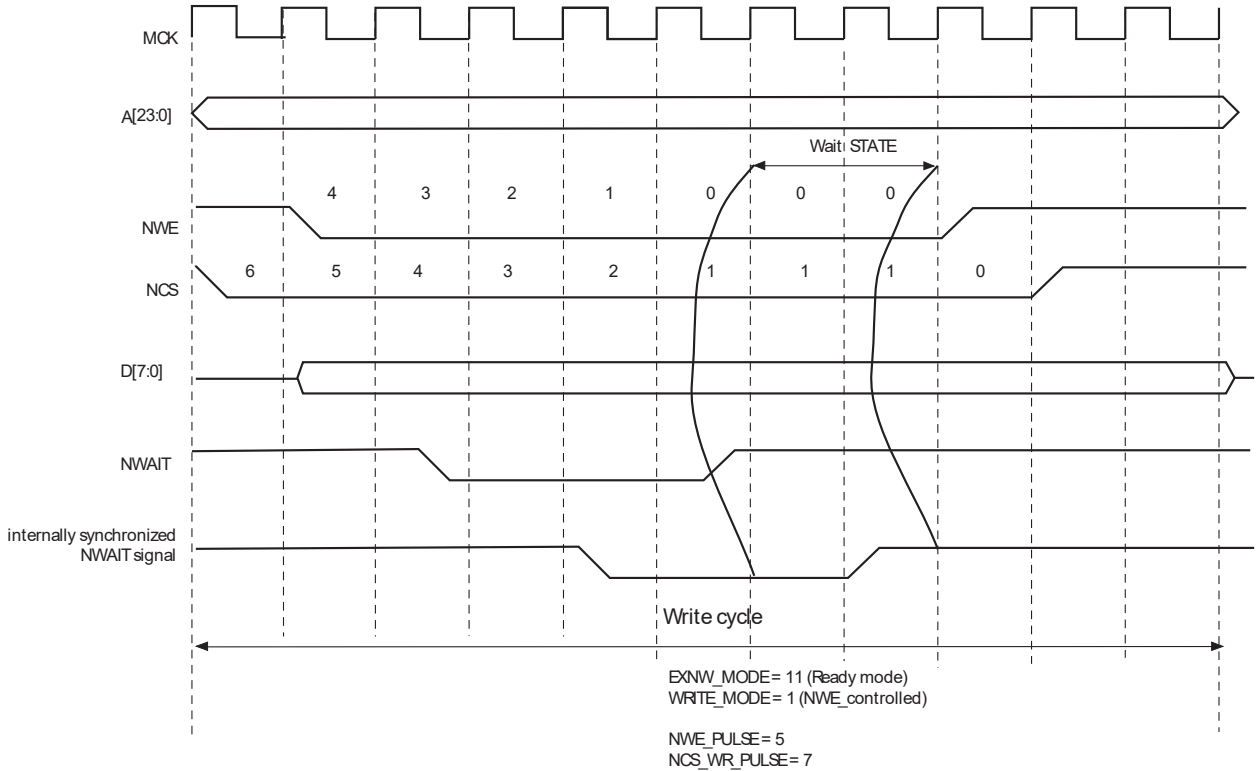 MCK
A[23:0]
Wait STATE
4 3 2 1 0 0 0
NWE
6 5 4 3 2 1 1 1 0
NCS
D[7:0]
NWAIT
internally synchronized
NWAIT signal
Write cycle
EXNW_MODE = 11 (Ready mode)
WRITE_MODE = 1 (NWE_controlled)
NWE_PULSE = 5
NCS_WR_PULSE = 7